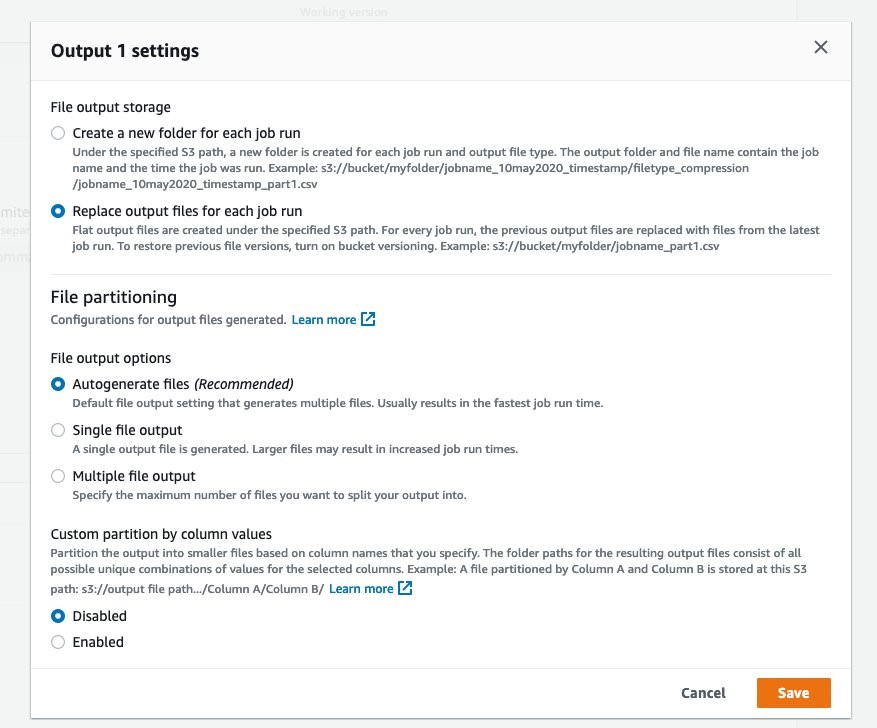 Working version
Output 1 settings
File output storage
Create a new folder for each job run
Under the specified S3 path, a new folder is created for each job run and output file type. The output folder and file name contain the job
name and the time the job was run. Example: s3://bucket/myfolder/jobname_10may2020_timestamp/filetype_compression
/jobname_10may2020_timestamp_part1.csv
Replace output files for each job run
Flat output files are created under the specified S3 path. For every job run, the previous output files are replaced with files from the latest
job run. To restore previous file versions, turn on bucket versioning. Example: s3://bucket/myfolder/jobname_part1.csv
File partitioning
Configurations for output files generated. Learn more
File output options
Autogenerate files (Recommended)
Default file output setting that generates multiple files. Usually results in the fastest job run time.
Single file output
A single output file is generated. Larger files may result in increased job run times.
Multiple file output
Specify the maximum number of files you want to split your output into.
Custom partition by column values
Partition the output into smaller files based on column names that you specify. The folder paths for the resulting output files consist of all
possible unique combinations of values for the selected columns. Example: A file partitioned by Column A and Column B is stored at this S3
path: s3://output file path.../Column A/Column B/ Learn more
Disabled
Enabled
Cancel
Save